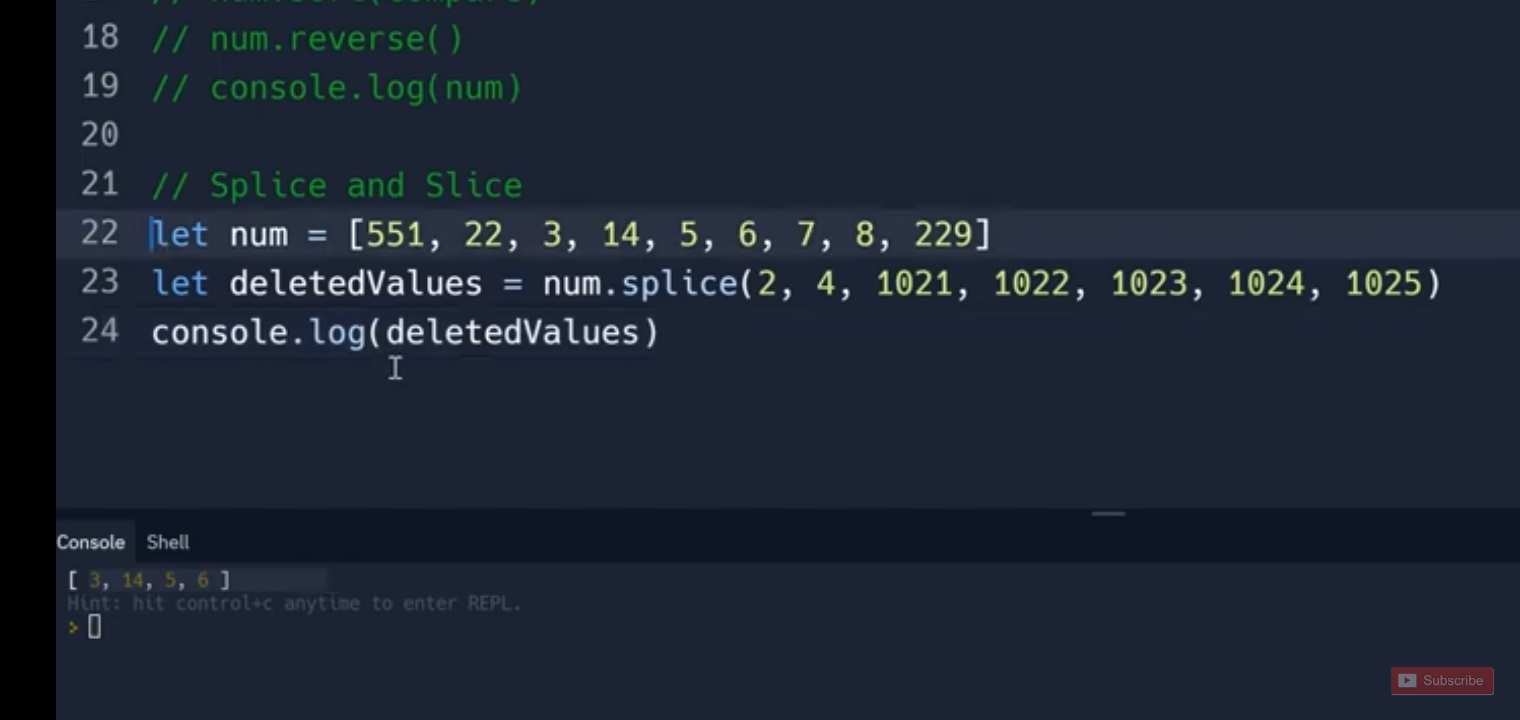 18 // num.reverse()
19 // console.log(num)
20
21 // Splice and Slice
22 let num = [551, 22, 3, 14, 5, 6, 7, 8, 229]
23 let deletedValues = num.splice(2, 4, 1021, 1022, 1023, 1024, 1025)
24 console.log(deletedValues)
Console Shell
[ 3, 14, 5, 6 ]
Hint: hit control+c anytime to enter REPL.
>
Subscribe